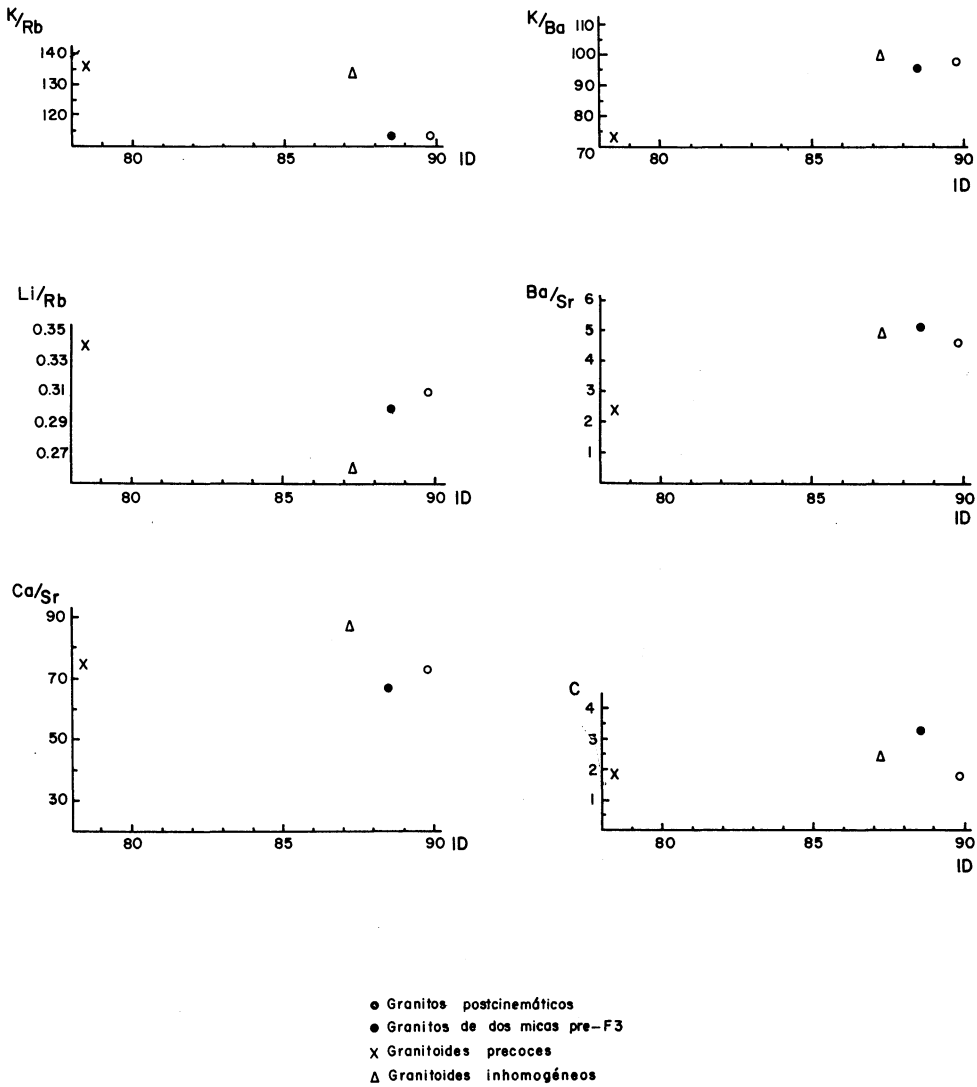 K/Rb
140
130
120
80 85 90 ID
K/Ba
110
100
90
80
70
80 85 90
ID
Li/Rb
0.35
0.33
0.31
0.29
0.27
80 85 90 ID
Ba/Sr
6
5
4
3
2
1
80 85 90
ID
Ca/Sr
90
70
50
30
80 85 90 ID
C
4
3
2
1
80 85 90
ID
Granitos postcinemáticos
Granitos de dos micas pre-F3
Granitoides precoces
Granitoides inhomogéneos